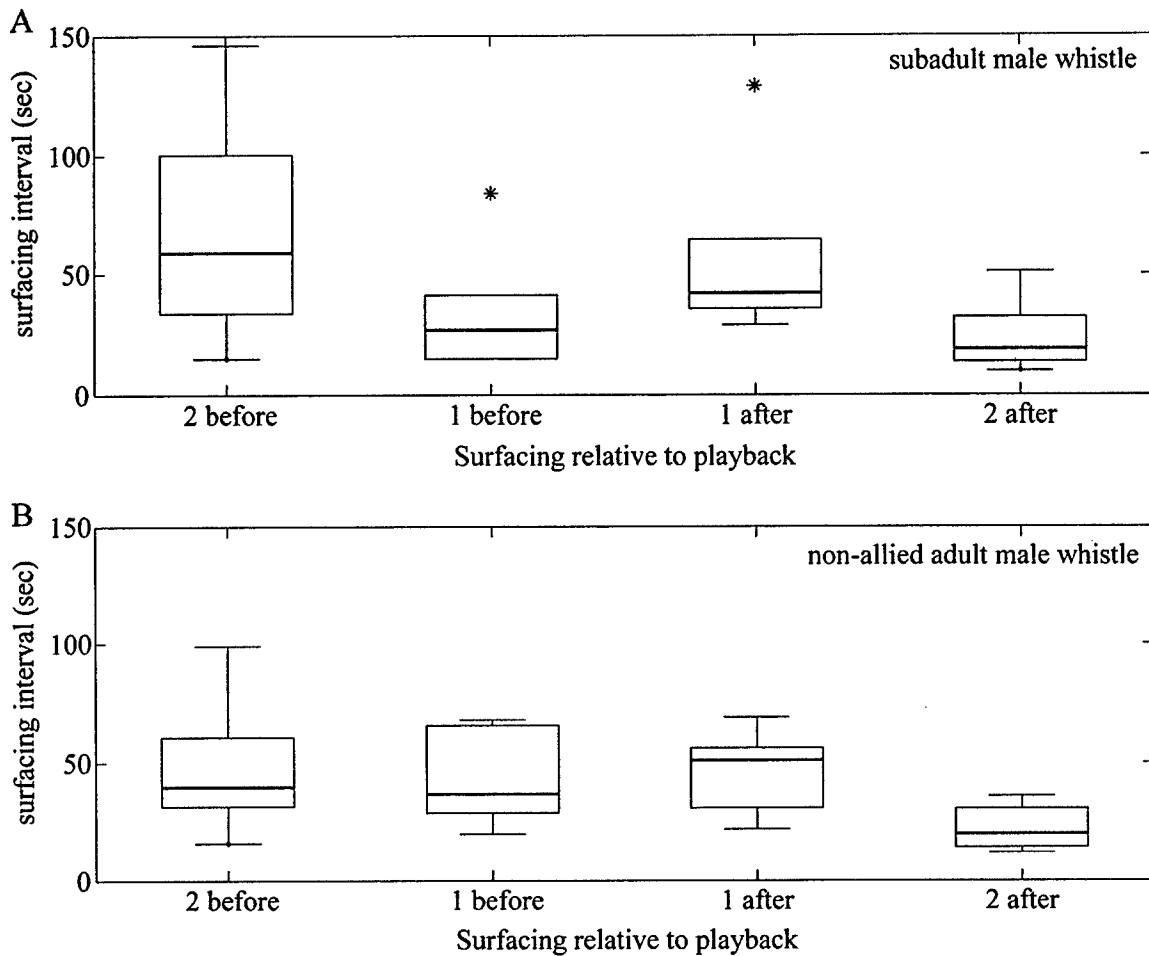 A
subadult male whistle
surfacing interval (sec)
150
100
50
0
2 before
1 before
1 after
2 after
Surfacing relative to playback
B
non-allied adult male whistle
surfacing interval (sec)
150
100
50
0
2 before
1 before
1 after
2 after
Surfacing relative to playback